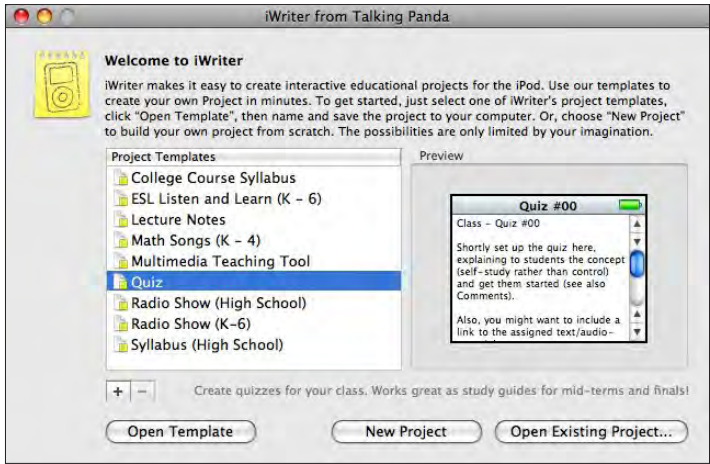 iWriter from Talking Panda
Welcome to iWriter
iWriter makes it easy to create interactive educational projects for the iPod. Use our templates to
create your own Project in minutes. To get started, just select one of iWriter's project templates,
click "Open Template", then name and save the project to your computer. Or, choose "New Project"
to build your own project from scratch. The possibilities are only limited by your imagination.
Project Templates
College Course Syllabus
ESL Listen and Learn (K - 6)
Lecture Notes
Math Songs (K - 4)
Multimedia Teaching Tool
Quiz
Radio Show (High School)
Radio Show (K-6)
Syllabus (High School)
Preview
Quiz #00
Class - Quiz #00
Shortly set up the quiz here,
explaining to students the concept
(self-study rather than control)
and get them started (see also
Comments).
Also, you might want to include a
link to the assigned text/audio-
+ -
Create quizzes for your class. Works great as study guides for mid-terms and finals!
Open Template
New Project
Open Existing Project...